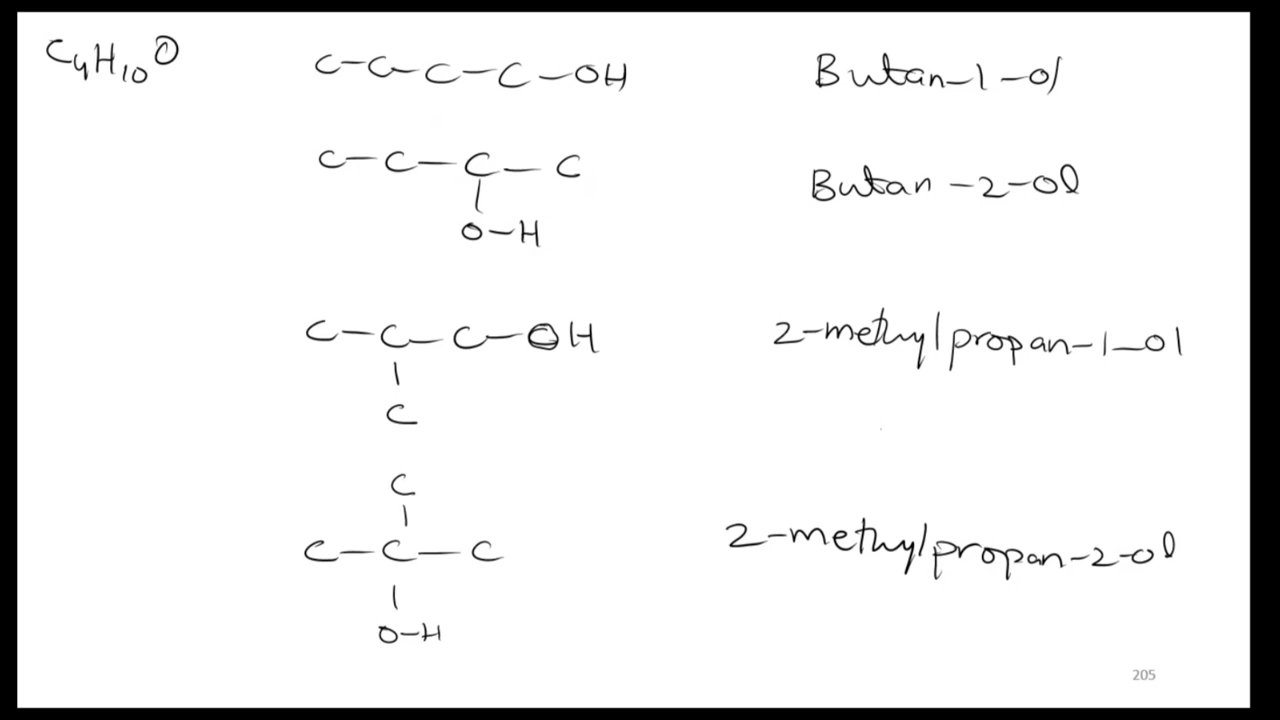 C4H10O
C-C-C-C-OH Butan-1-ol
C-C-C-C Butan-2-ol
O-H
C-C-C-OH 2-methylpropan-1-ol
C
C
C-C-C 2-methylpropan-2-ol
O-H
205